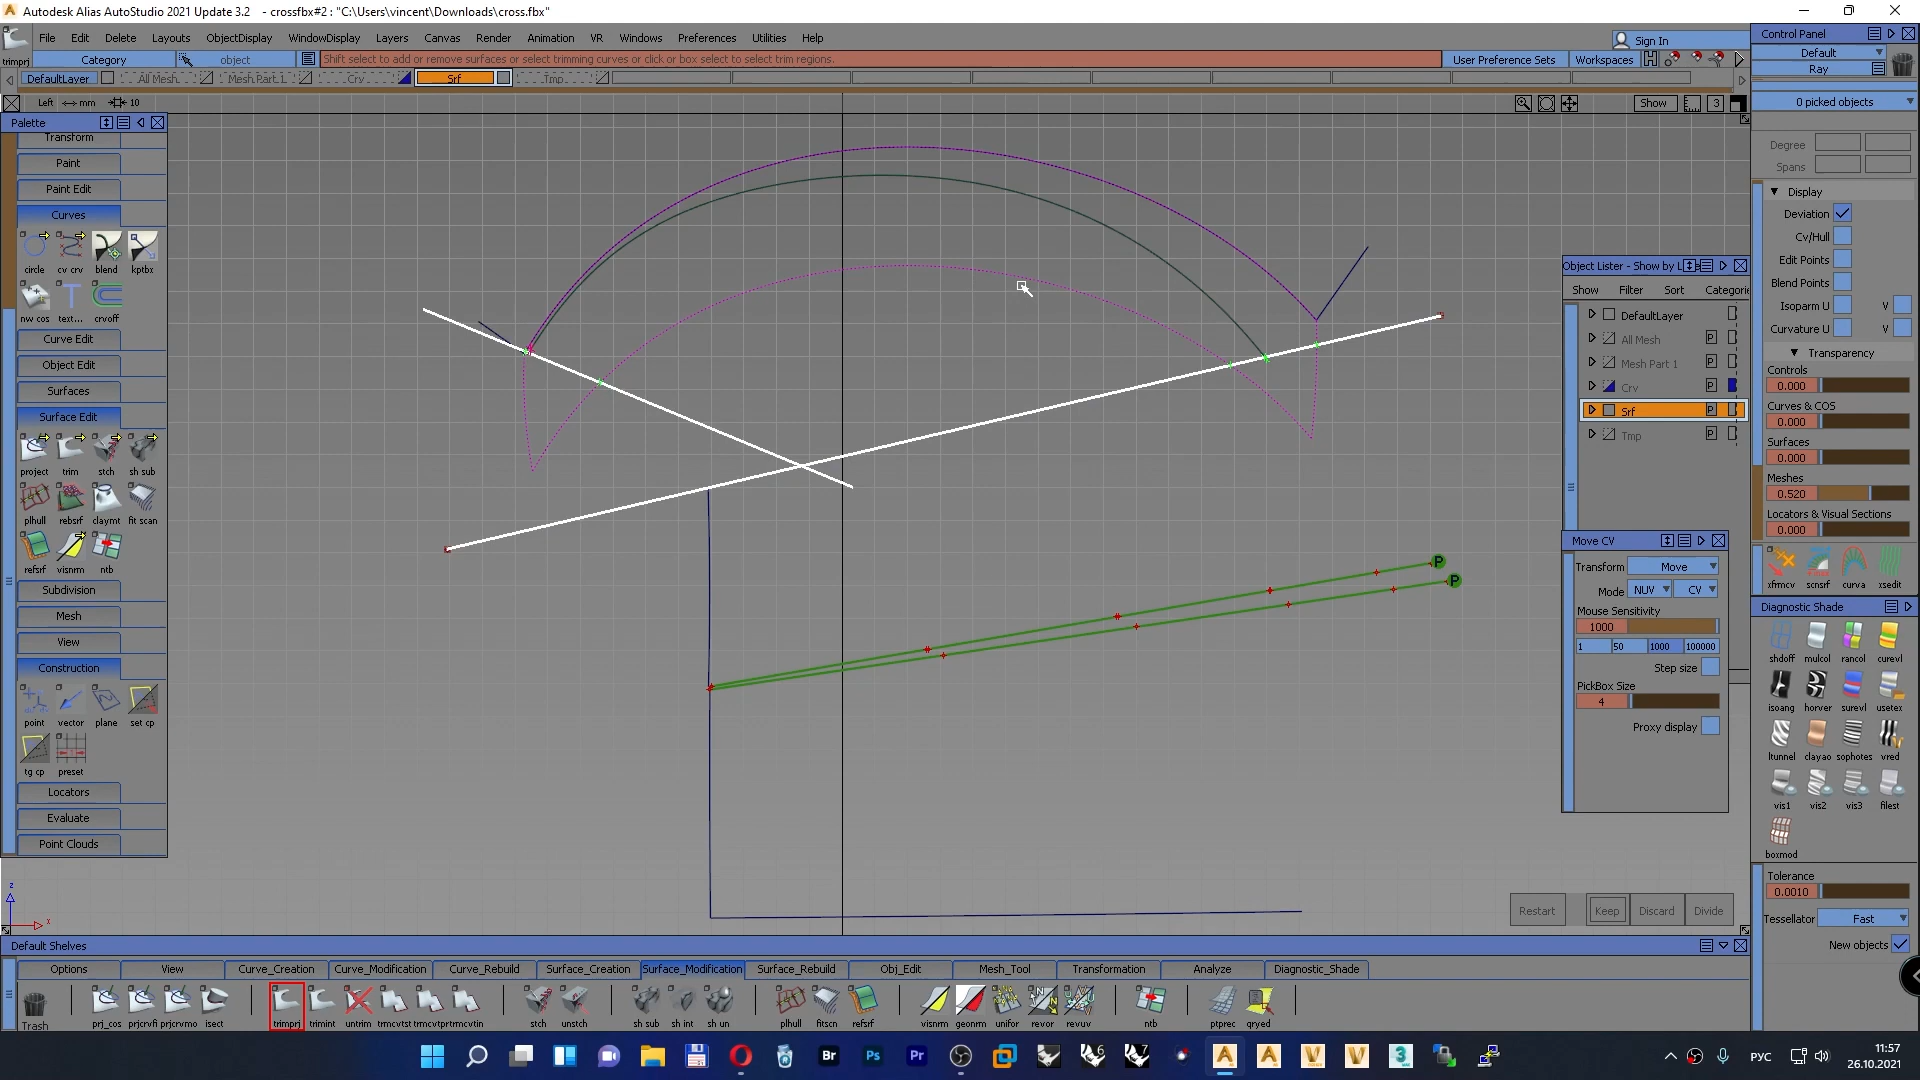 Autodesk Alias AutoStudio 2021 Update 3.2 - crossfbx#2 : "C:\Users\vincent\Downloads\cross.fbx"
File Edit Delete Layouts ObjectDisplay WindowDisplay Layers Canvas Render Animation VR Windows Preferences Utilities Help
Sign In
trimprj Category object Shift select to add or remove surfaces or select trimming curves or click or box select to select trim regions. User Preference Sets Workspaces
DefaultLayer All Mesh Mesh Part 1 Crv Srf Tmp
Left mm 10 Show 3
Palette
Transform
Paint
Paint Edit
Curves
circle cv crv blend kptbx
nw cos text... crvoff
Curve Edit
Object Edit
Surfaces
Surface Edit
project trim stch sh sub
plhull rebsrf claymt fit scan
refsrf visnrm ntb
Subdivision
Mesh
View
Construction
point vector plane set cp
tg cp preset
Locators
Evaluate
Point Clouds
P
P
z
x
Object Lister - Show by L
Show Filter Sort Categorie
DefaultLayer
All Mesh P
Mesh Part 1 P
Crv P
Srf P
Tmp P
Move CV
Transform Move
Mode NUV CV
Mouse Sensitivity
1000
1 50 1000 100000
Step size
PickBox Size
4
Proxy display
Restart Keep Discard Divide
Control Panel
Default
Ray
0 picked objects
Degree
Spans
Display
Deviation
Cv/Hull
Edit Points
Blend Points
Isoparm U V
Curvature U V
Transparency
Controls
0.000
Curves & COS
0.000
Surfaces
0.000
Meshes
0.520
Locators & Visual Sections
0.000
xfrmcv scnsrf curva xsedit
Diagnostic Shade
shdoff mulcol rancol curevl
isoang horver surevl usetex
ltunnel clayao sophotes vred
vis1 vis2 vis3 filest
boxmod
Tolerance
0.0010
Tessellator Fast
New objects
Default Shelves
Options View Curve_Creation Curve_Modification Curve_Rebuild Surface_Creation Surface_Modification Surface_Rebuild Obj_Edit Mesh_Tool Transformation Analyze Diagnostic_Shade
Trash prj_cos prjcrvfi prjcrvmo isect trimprj trimint untrim trmcvtst trmcvtprtrmcvtin stch unstch sh sub sh int sh un plhull fitscn refsrf visnrm geonrm unifor revor revuv ntb ptprec qryed
Br Ps Pr 6 7 3 РУС 11:57
26.10.2021